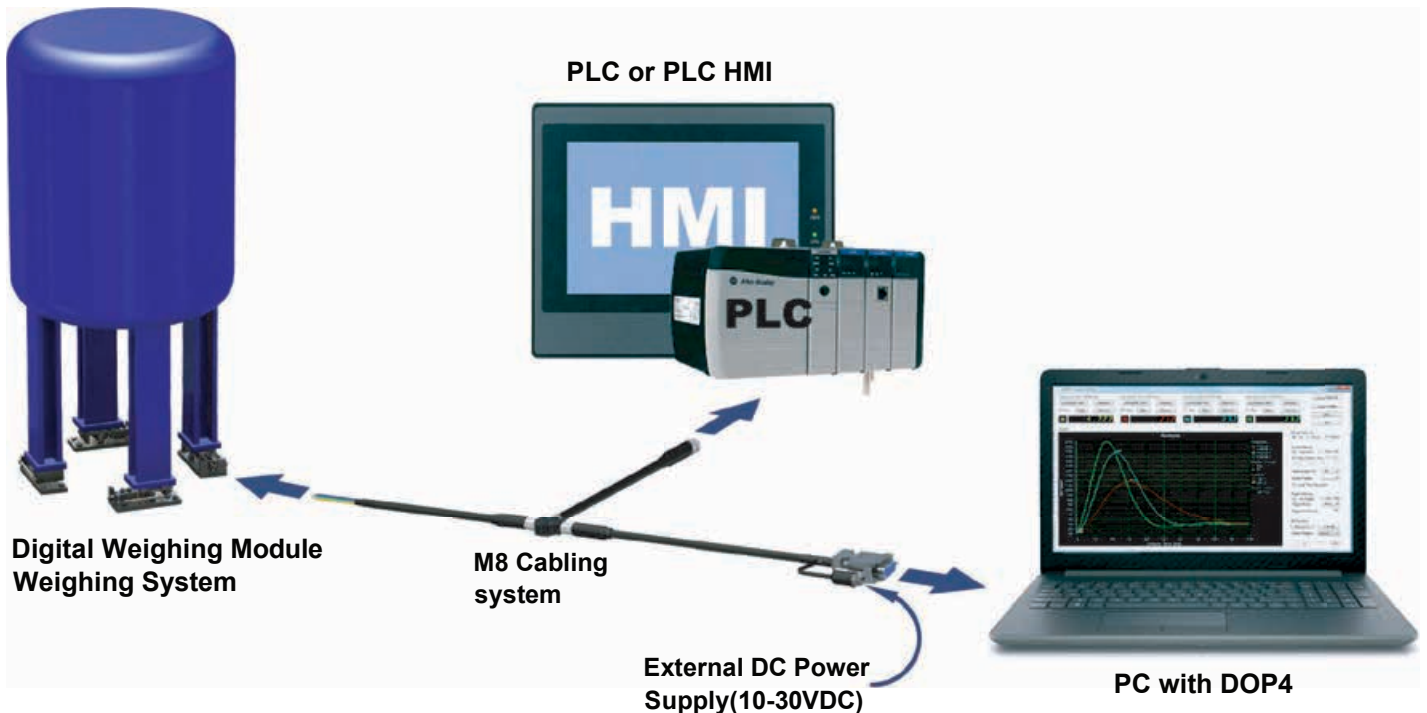 PLC or PLC HMI
HMI
PLC
Digital Weighing Module
Weighing System
M8 Cabling
system
External DC Power
Supply(10-30VDC)
PC with DOP4